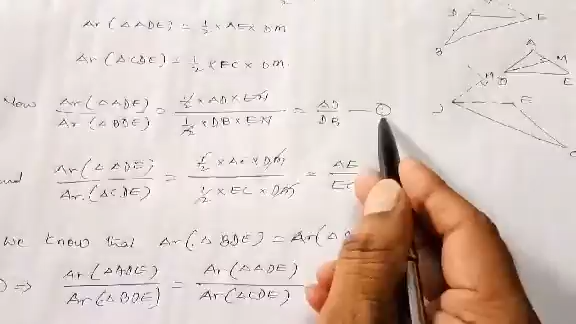 Ar(△ADE) = 1/2 × AE × DM
Ar(△CDE) = 1/2 × EC × DM.
Now Ar(△ADE)/Ar(△BDE) = 1/2 × AD × EN / 1/2 × DB × EN = AD/DB — ①
and Ar(△ADE)/Ar.(△CDE) = 1/2 × AE × DM / 1/2 × EC × DM = AE/EC
we know that Ar(△BDE) = Ar(△
⇒ Ar(△ADE)/Ar(△BDE) = Ar(△ADE)/Ar(△CDE)
D E
B
A
M
D E
E